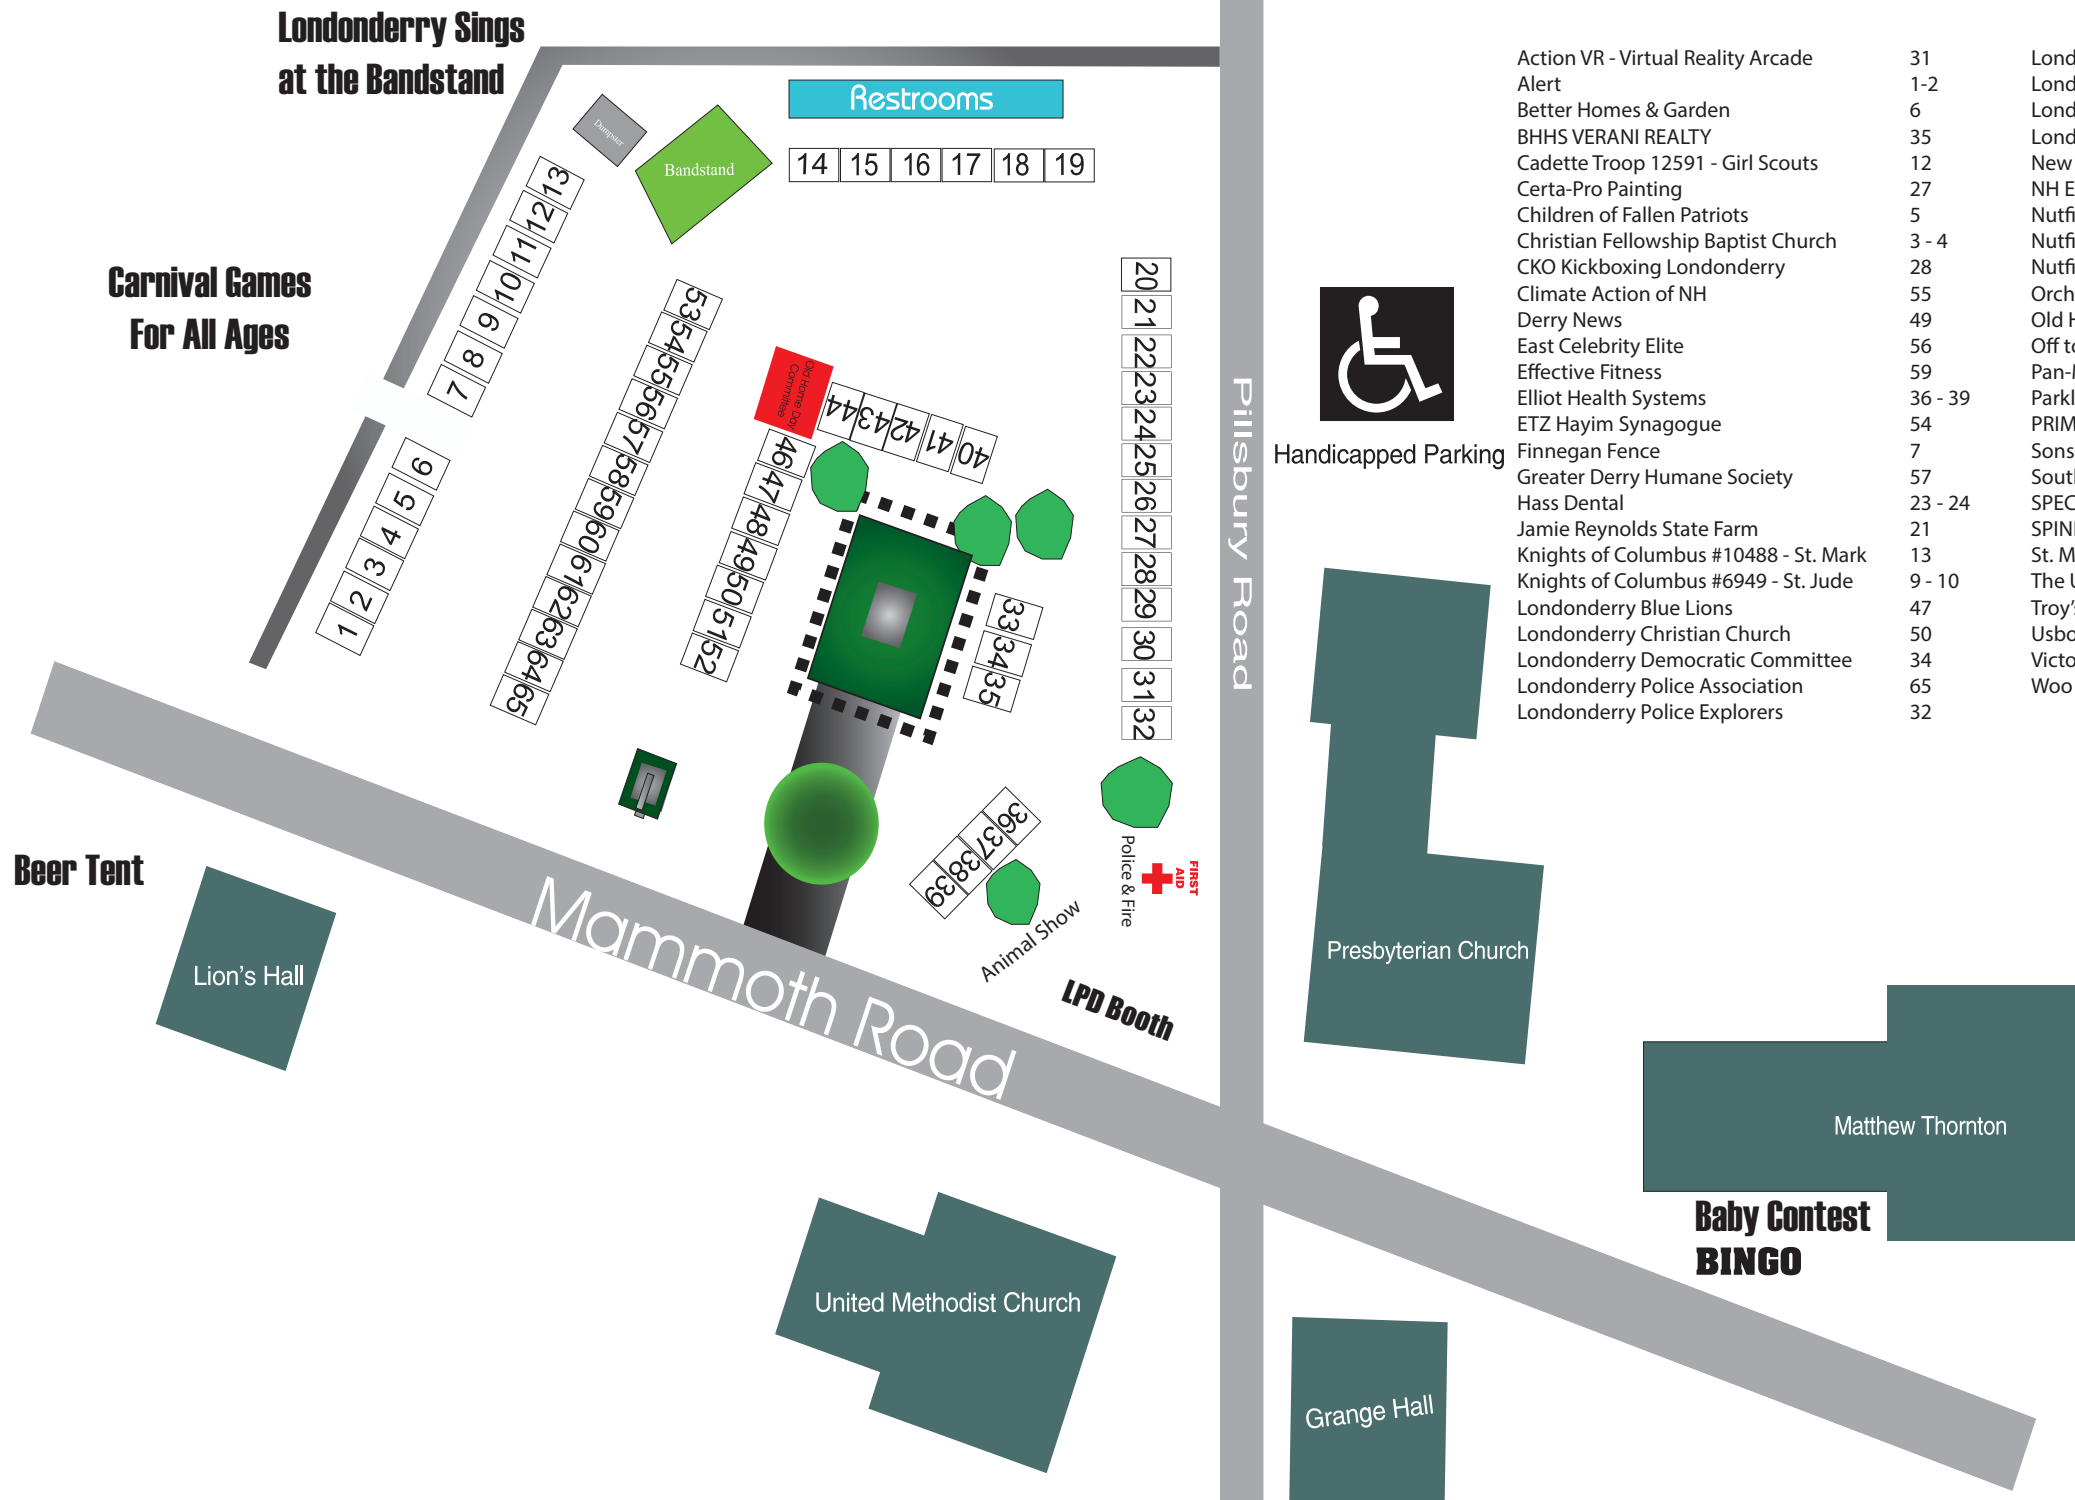 Londonderry Sings
at the Bandstand
Carnival Games
For All Ages
Dumpster
Bandstand
Restrooms
14 15 16 17 18 19
13
12
11
10
9
8
7
6
5
4
3
2
1
53
54
55
56
57
58
59
60
61
62
63
64
65
Old Home Day
Committee
44 43 42 41 40
46
47
48
49
50
51
52
33
34
35
20
21
22
23
24
25
26
27
28
29
30
31
32
36
37
38
39
Police & Fire
FIRST
AID
Animal Show
LPD Booth
Pillsbury Road
Mammoth Road
Beer Tent
Lion's Hall
United Methodist Church
Handicapped Parking
Presbyterian Church
Matthew Thornton
Baby Contest
BINGO
Grange Hall
Action VR - Virtual Reality Arcade 31
Alert 1-2
Better Homes & Garden 6
BHHS VERANI REALTY 35
Cadette Troop 12591 - Girl Scouts 12
Certa-Pro Painting 27
Children of Fallen Patriots 5
Christian Fellowship Baptist Church 3 - 4
CKO Kickboxing Londonderry 28
Climate Action of NH 55
Derry News 49
East Celebrity Elite 56
Effective Fitness 59
Elliot Health Systems 36 - 39
ETZ Hayim Synagogue 54
Finnegan Fence 7
Greater Derry Humane Society 57
Hass Dental 23 - 24
Jamie Reynolds State Farm 21
Knights of Columbus #10488 - St. Mark 13
Knights of Columbus #6949 - St. Jude 9 - 10
Londonderry Blue Lions 47
Londonderry Christian Church 50
Londonderry Democratic Committee 34
Londonderry Police Association 65
Londonderry Police Explorers 32
New
NH
Old
Off
St.
The
Woo